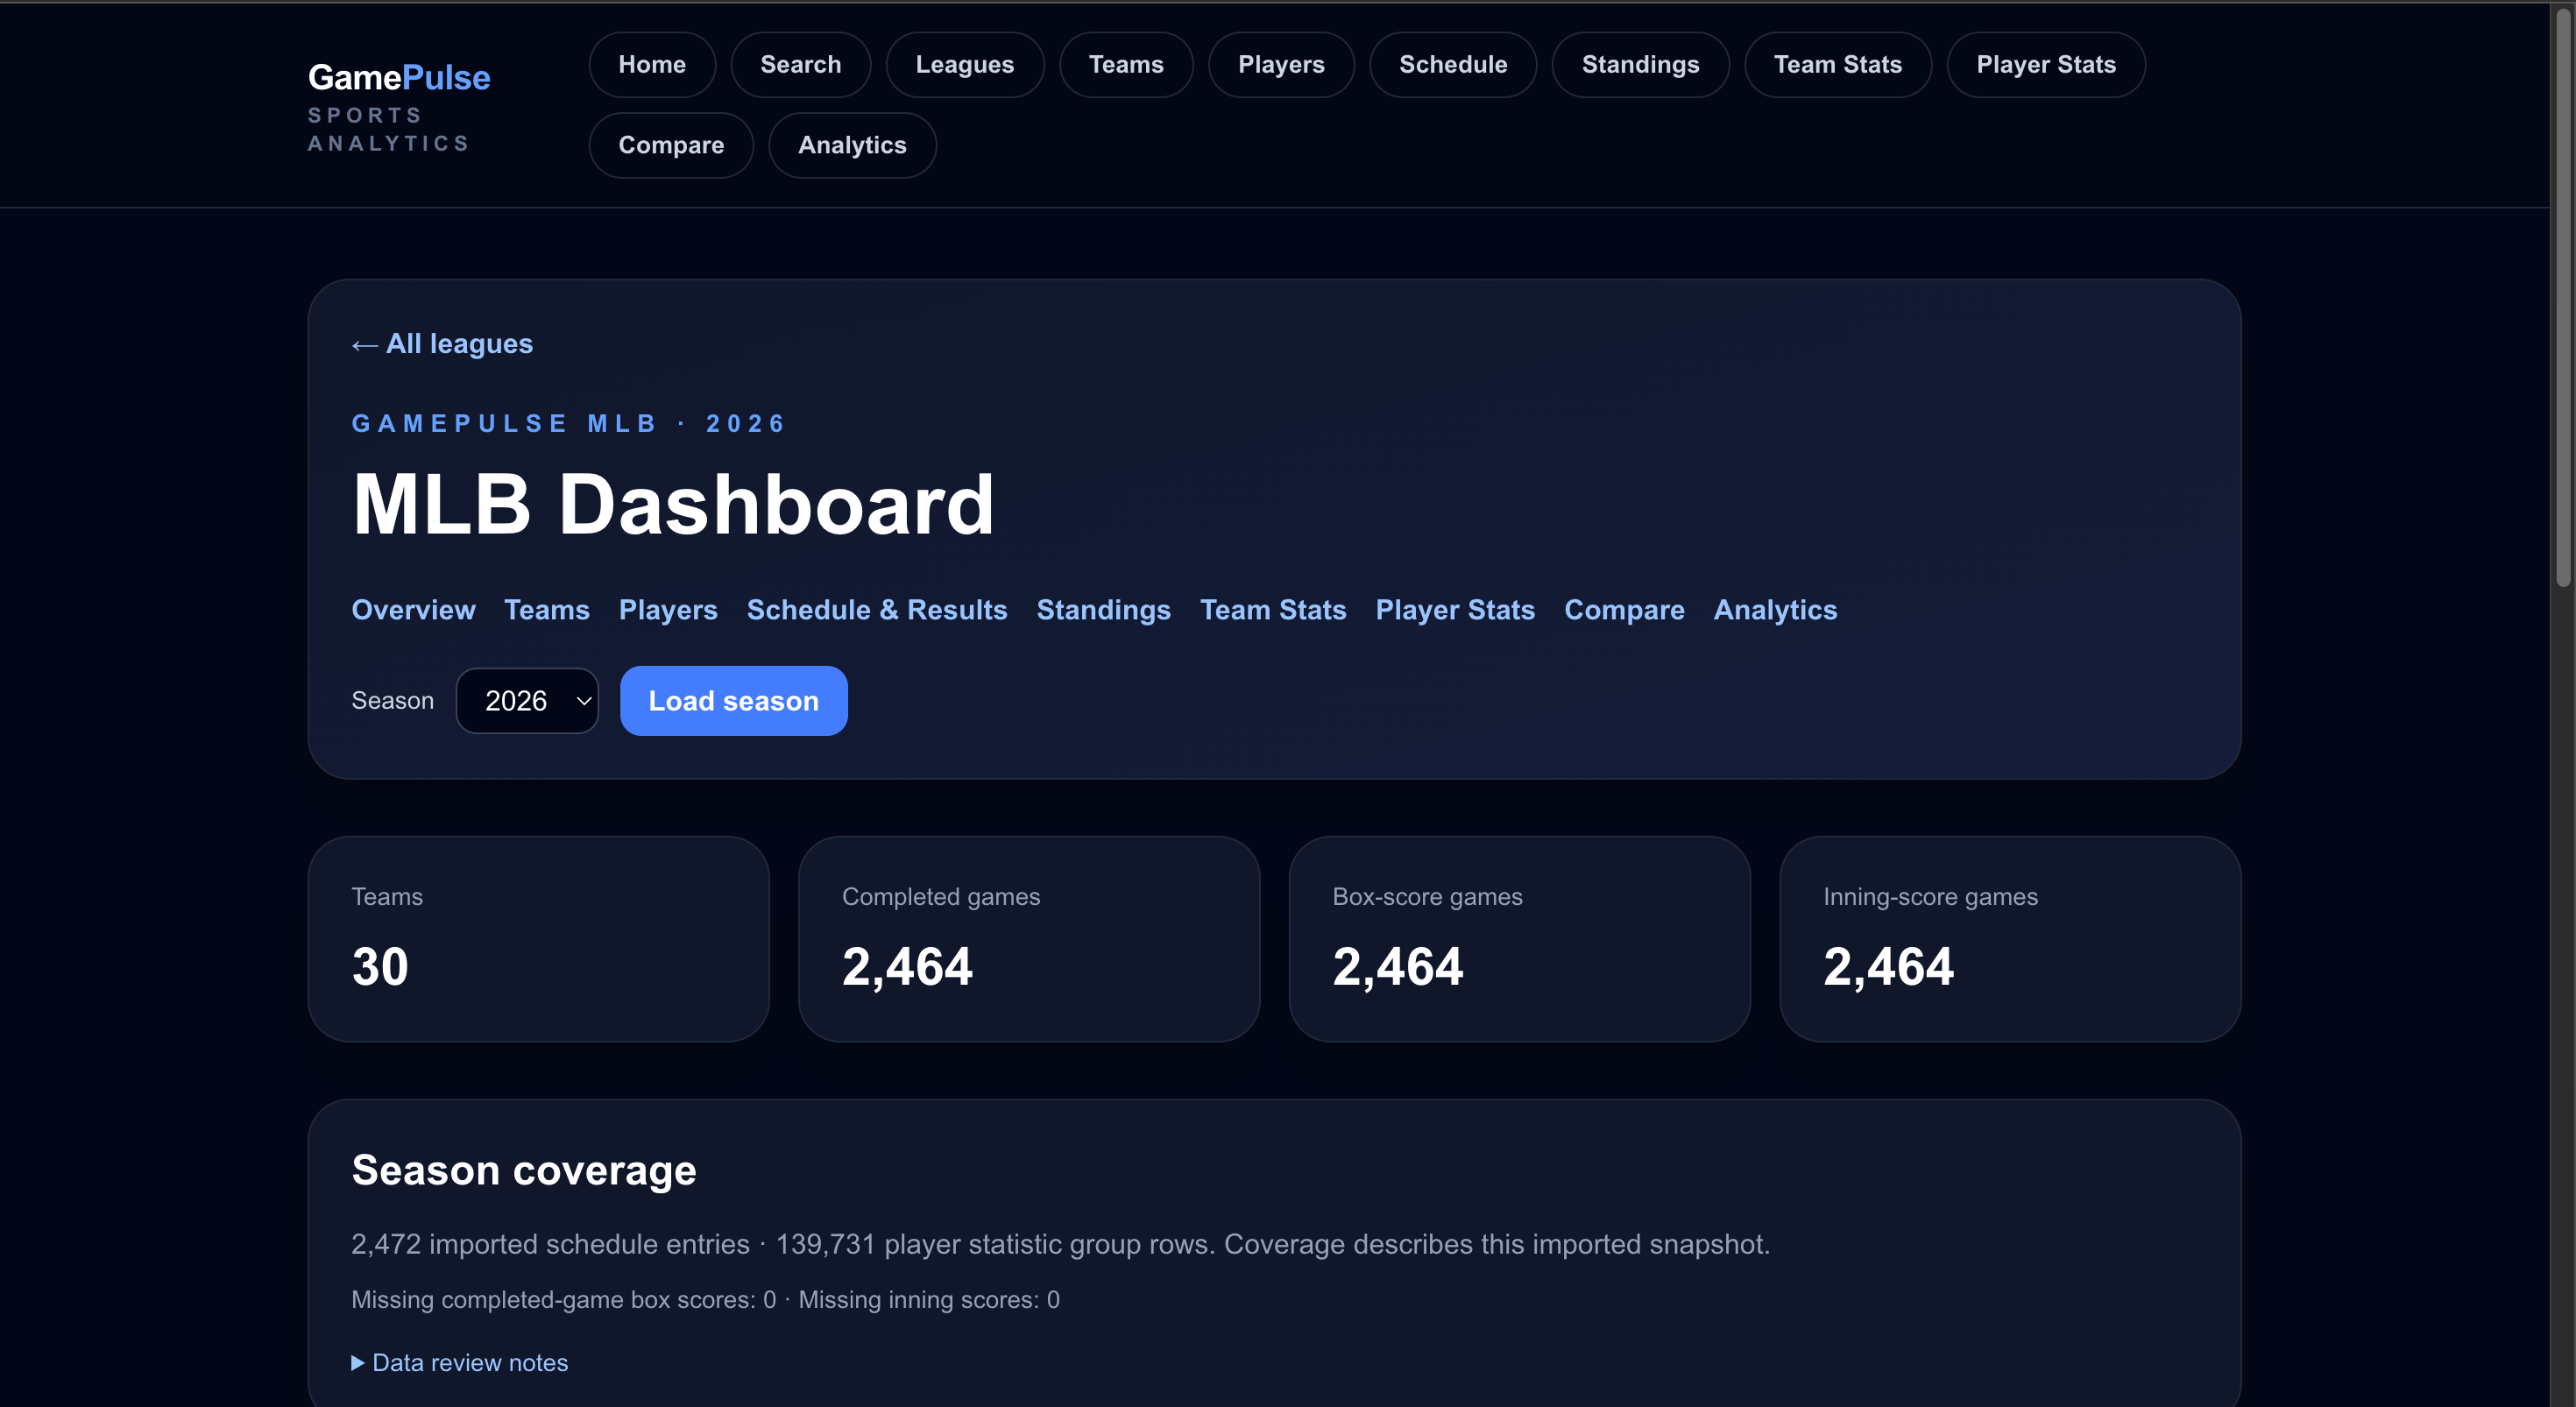 GamePulse
SPORTS
ANALYTICS
Home Search Leagues Teams Players Schedule Standings Team Stats Player Stats
Compare Analytics
← All leagues
GAMEPULSE MLB · 2026
MLB Dashboard
Overview Teams Players Schedule & Results Standings Team Stats Player Stats Compare Analytics
Season 2026 Load season
Teams Completed games Box-score games Inning-score games
30 2,464 2,464 2,464
Season coverage
2,472 imported schedule entries · 139,731 player statistic group rows. Coverage describes this imported snapshot.
Missing completed-game box scores: 0 · Missing inning scores: 0
▶ Data review notes